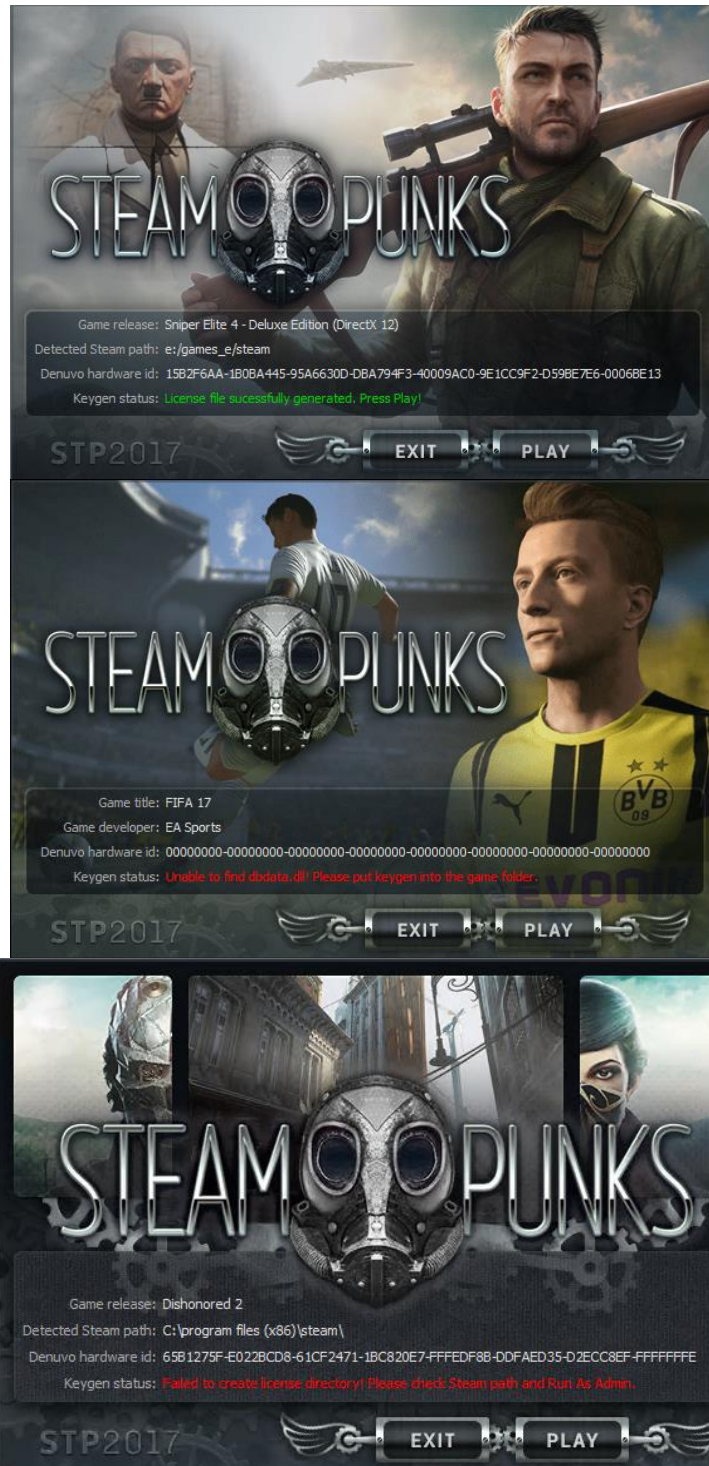 STEAM PUNKS
Game release: Sniper Elite 4 - Deluxe Edition (DirectX 12)
Detected Steam path: e:/games_e/steam
Denuvo hardware id: 15B2F6AA-1B0BA445-95A6630D-DBA794F3-40009AC0-9E1CC9F2-D59BE7E6-0006BE13
Keygen status: License file sucessfully generated. Press Play!
STP2017 EXIT PLAY
STEAM PUNKS
BVB
09
Game title: FIFA 17
Game developer: EA Sports
Denuvo hardware id: 00000000-00000000-00000000-00000000-00000000-00000000-00000000-00000000
Keygen status: Unable to find dbdata.dll! Please put keygen into the game folder.
STP2017 EXIT PLAY
STEAM PUNKS
Game release: Dishonored 2
Detected Steam path: C:\program files (x86)\steam\
Denuvo hardware id: 65B1275F-E022BCD8-61CF2471-1BC820E7-FFFEDF8B-DDFAED35-D2ECC8EF-FFFFFFFE
Keygen status: Failed to create license directory! Please check Steam path and Run As Admin.
STP2017 EXIT PLAY